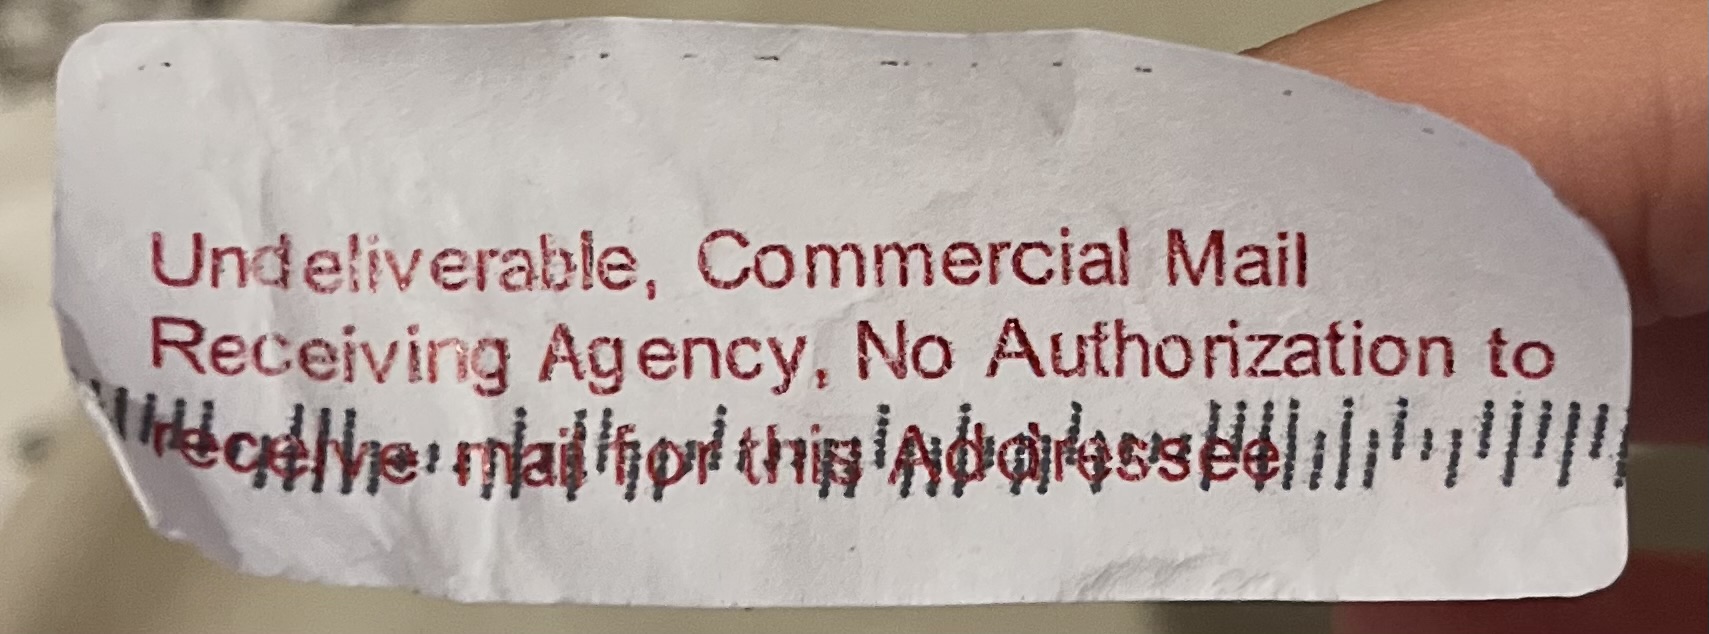 Undeliverable, Commercial Mail
Receiving Agency, No Authorization to
receive mail for this Addressee